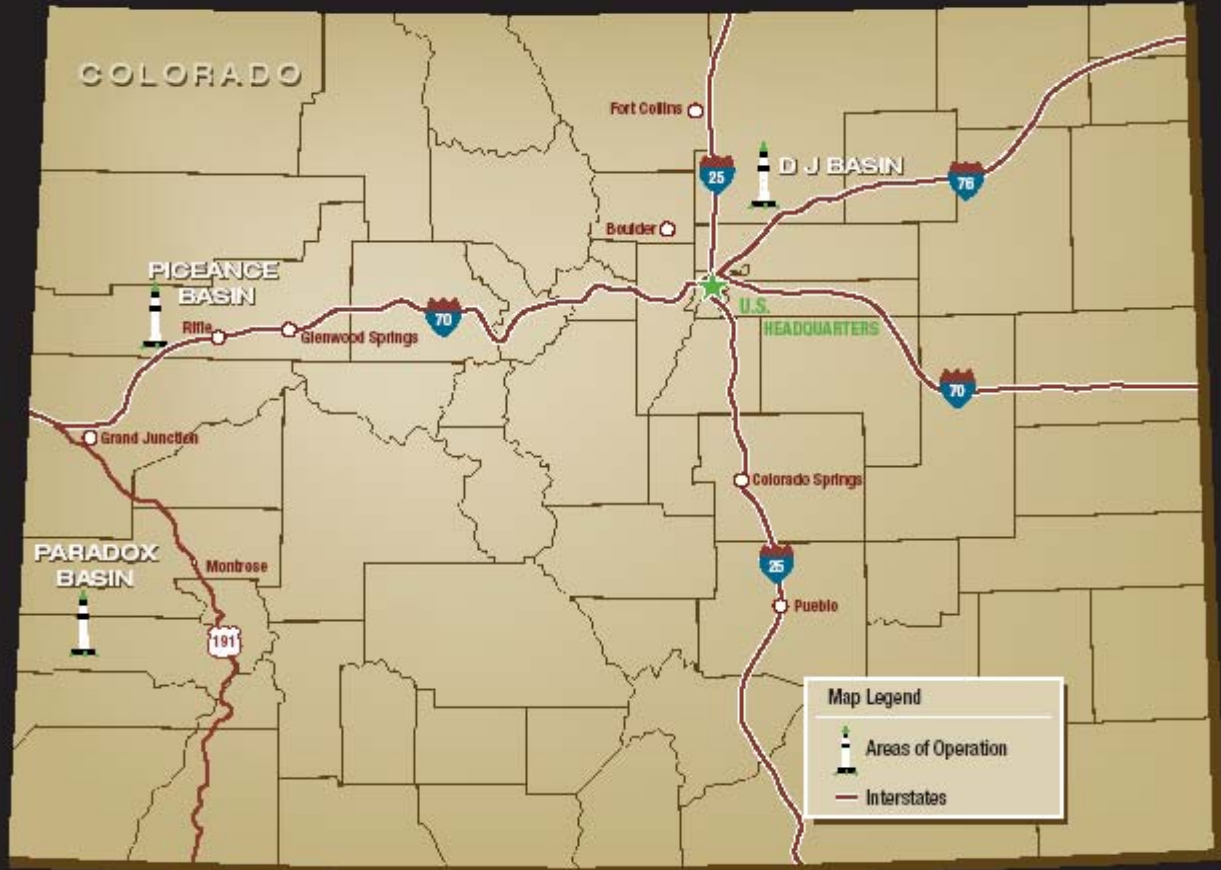 COLORADO
Fort Collins
25
D J BASIN
76
Boulder
PICEANCE
BASIN
Rifle
Glenwood Springs
70
U.S.
HEADQUARTERS
70
Grand Junction
Colorado Springs
PARADOX
BASIN
Montrose
25
Pueblo
191
Map Legend
Areas of Operation
Interstates